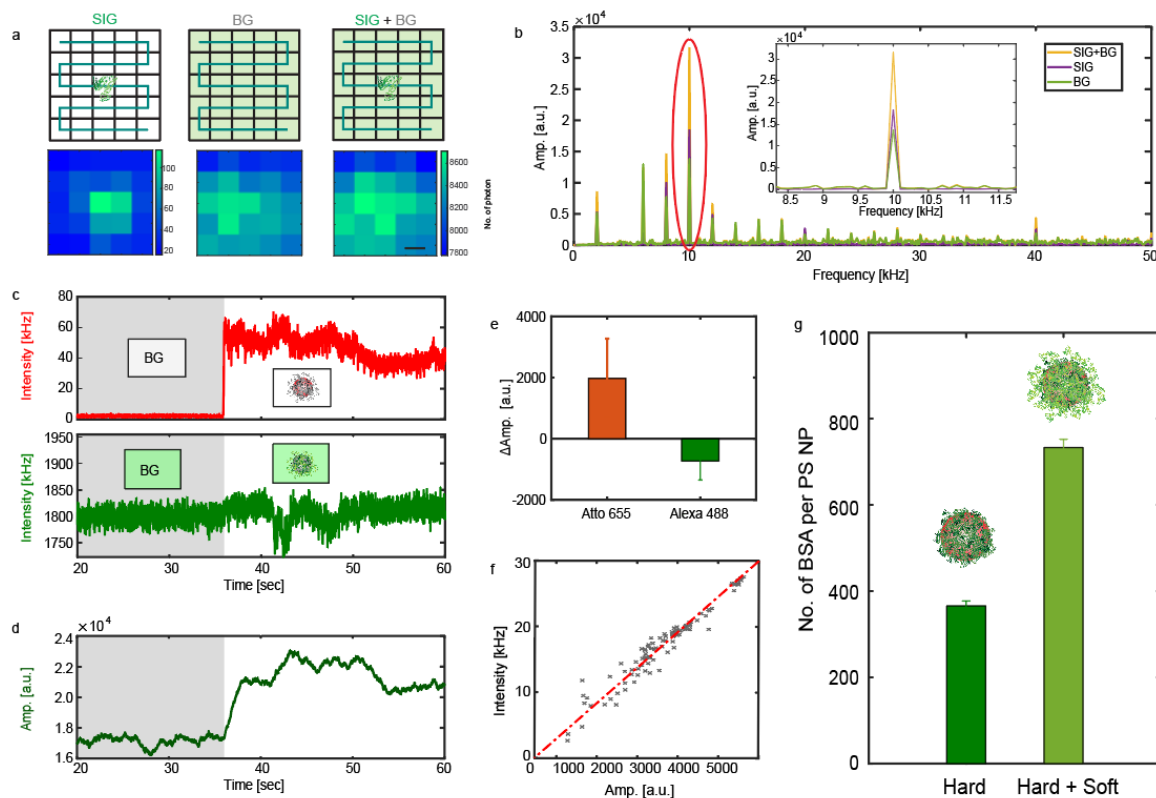 a
SIG
BG
SIG + BG
100
80
60
40
20
8600
8400
8200
8000
7800
No. of photon
b
×10⁴
3.5
3
2.5
2
1.5
1
0.5
0
Amp. [a.u.]
0 10 20 30 40 50
Frequency [kHz]
×10⁴
3
2.5
2
1.5
1
0.5
0
Amp. [a.u.]
8.5 9 9.5 10 10.5 11 11.5
Frequency [kHz]
SIG+BG
SIG
BG
c
80
60
40
20
0
Intensity [kHz]
BG
20 30 40 50 60
1950
1900
1850
1800
1750
Intensity [kHz]
BG
20 30 40 50 60
Time [sec]
d
×10⁴
2.4
2.2
2.0
1.8
1.6
Amp. [a.u.]
20 30 40 50 60
Time [sec]
e
4000
2000
0
-2000
ΔAmp. [a.u.]
Atto 655 Alexa 488
f
30
20
10
0
Intensity [kHz]
0 1000 2000 3000 4000 5000
Amp. [a.u.]
g
1000
800
600
400
200
0
No. of BSA per PS NP
Hard Hard + Soft